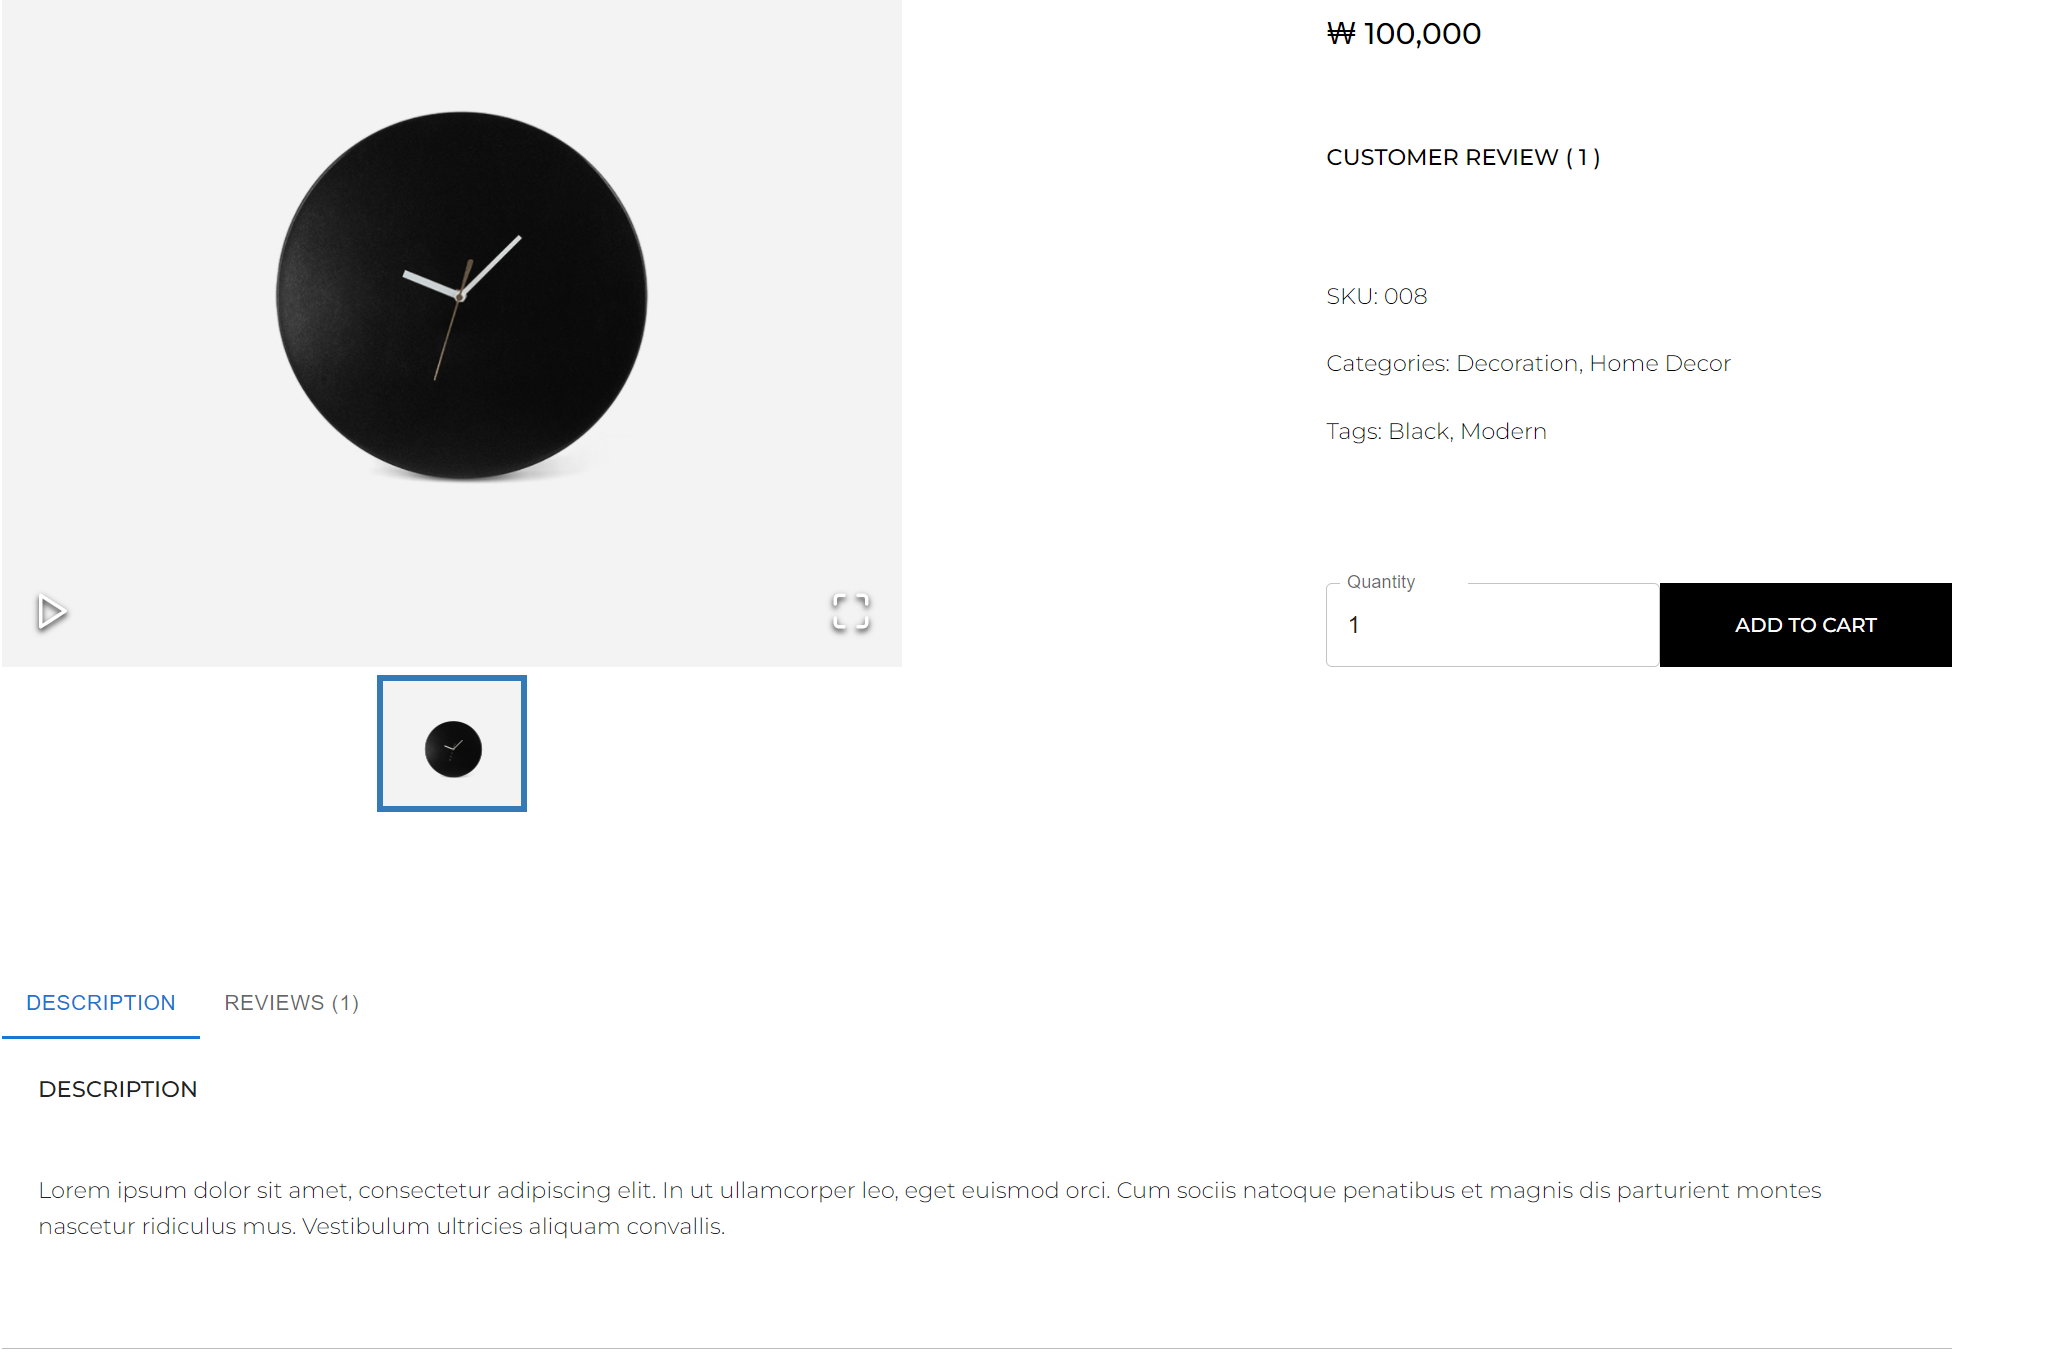 ₩ 100,000
CUSTOMER REVIEW ( 1 )
SKU: 008
Categories: Decoration, Home Decor
Tags: Black, Modern
Quantity
1
ADD TO CART
DESCRIPTION
REVIEWS (1)
DESCRIPTION
Lorem ipsum dolor sit amet, consectetur adipiscing elit. In ut ullamcorper leo, eget euismod orci. Cum sociis natoque penatibus et magnis dis parturient montes
nascetur ridiculus mus. Vestibulum ultricies aliquam convallis.